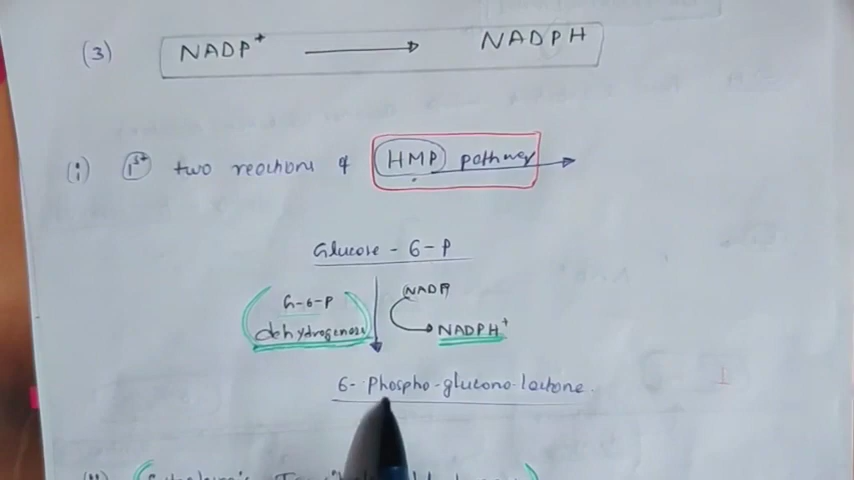 (3) NADP+ → NADPH
(i) 1st two reactions of HMP pathway
Glucose - 6 - P
G-6-P NADP
dehydrogenase NADPH+
6- Phospho-glucono-lactone.